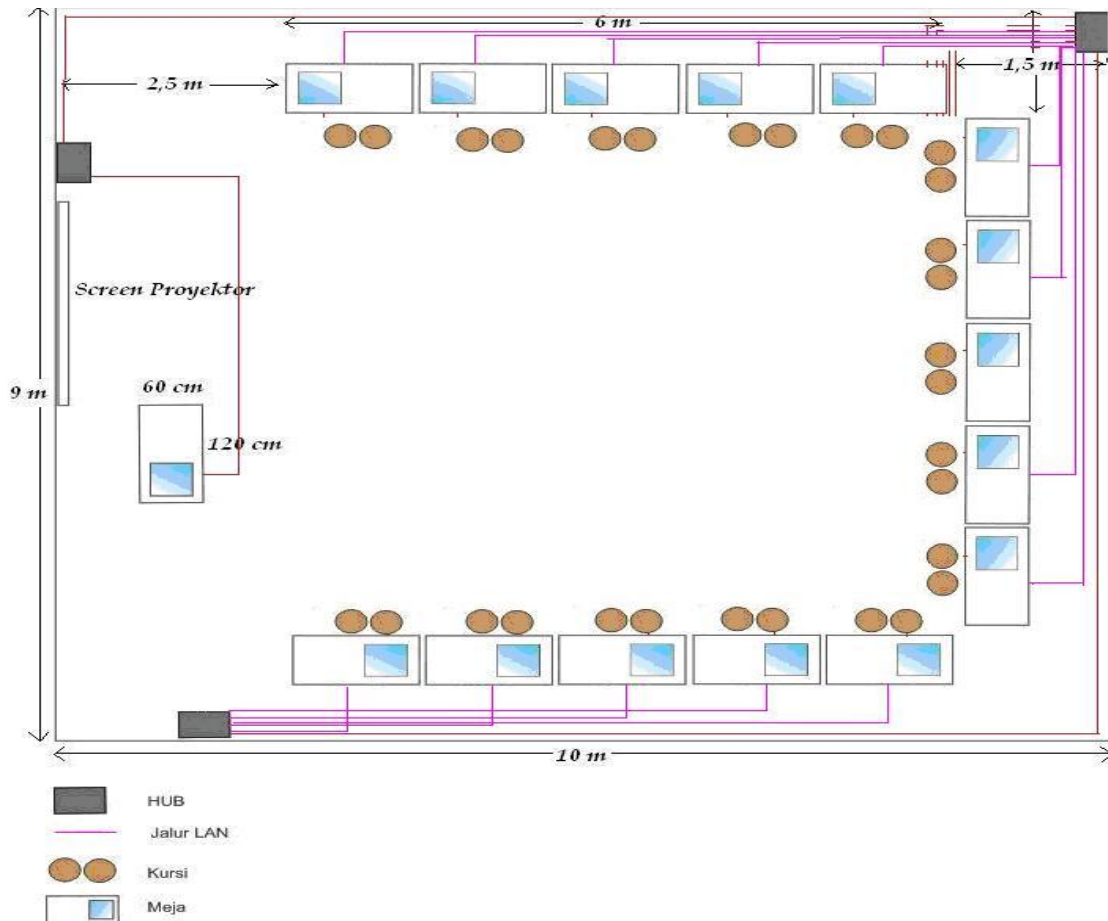 6 m
2,5 m
1,5 m
Screen Proyektor
9 m
60 cm
120 cm
10 m
HUB
Jalur LAN
Kursi
Meja